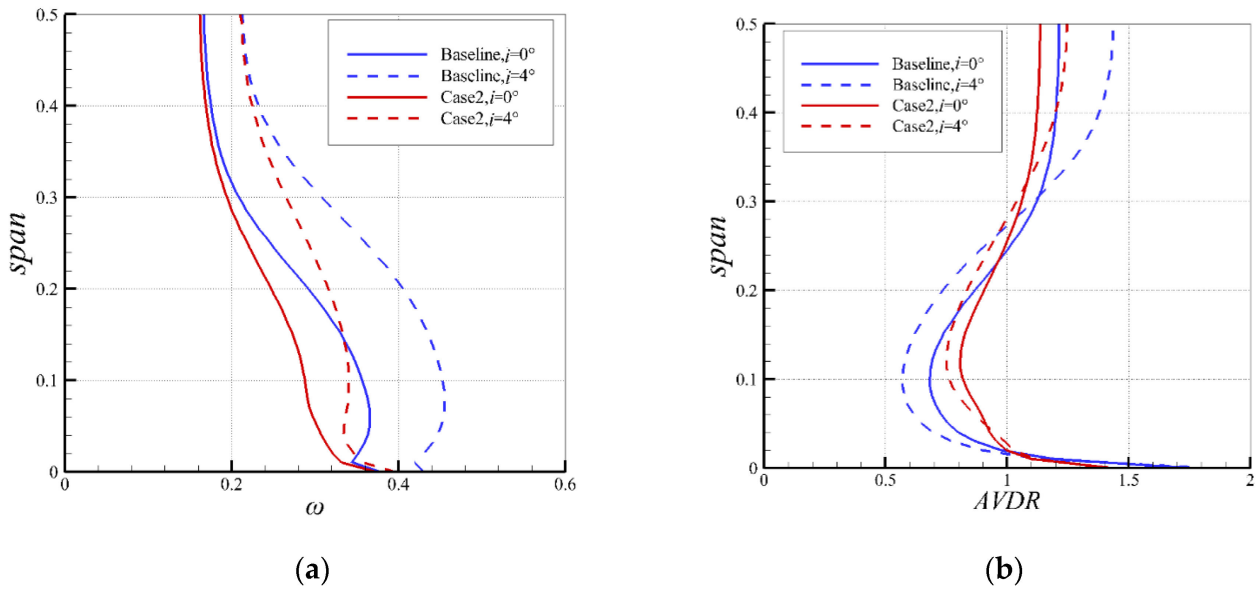 0.5
0.4
0.3
0.2
0.1
0
span
0
0.2
0.4
0.6
ω
Baseline,i=0°
Baseline,i=4°
Case2,i=0°
Case2,i=4°
(a)
0.5
0.4
0.3
0.2
0.1
0
span
0
0.5
1
1.5
2
AVDR
Baseline,i=0°
Baseline,i=4°
Case2,i=0°
Case2,i=4°
(b)